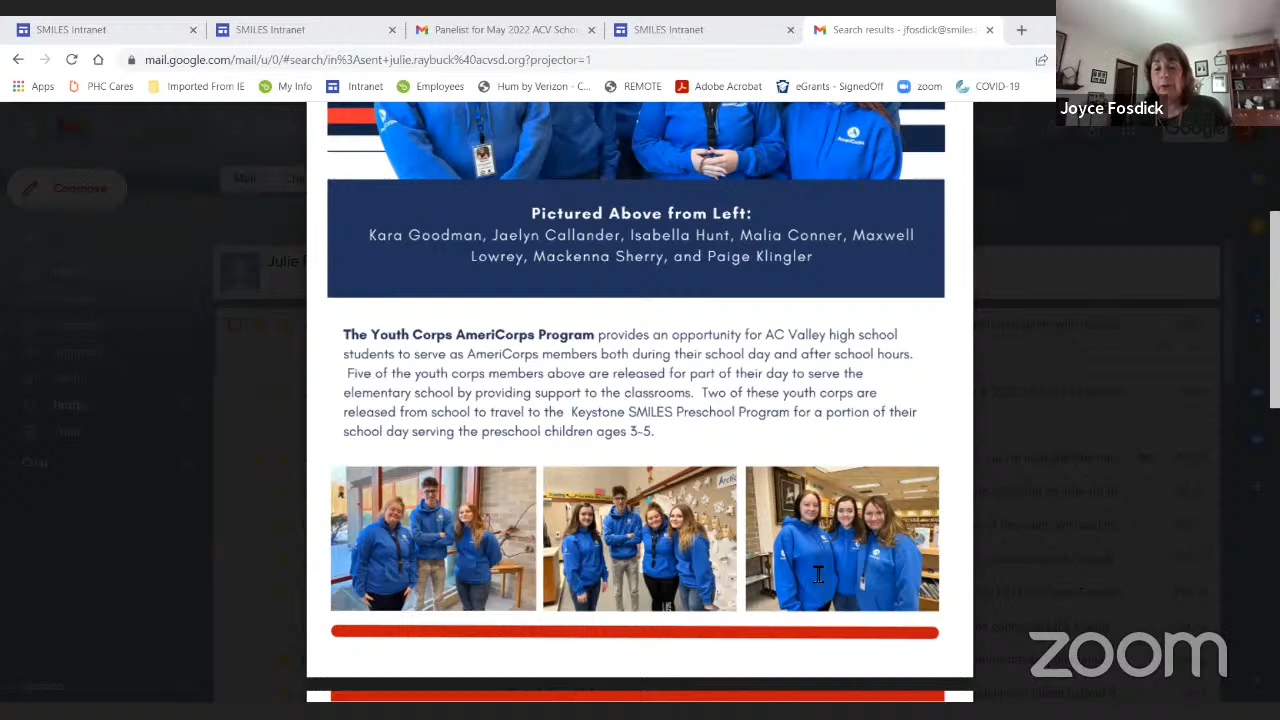 SMILES Intranet
SMILES Intranet
Panelist for May 2022 ACV Schoo
SMILES Intranet
Search results - jfosdick@smiles
mail.google.com/mail/u/0/#search/in%3Asent+julie.raybuck%40acvsd.org?projector=1
Apps
PHC Cares
Imported From IE
My Info
Intranet
Employees
Hum by Verizon - C...
REMOTE
Adobe Acrobat
eGrants - SignedOff
zoom
COVID-19
Joyce Fosdick
Google
Compose
Mail
AmeriCorps
Julie
Pictured Above from Left:
Kara Goodman, Jaelyn Callander, Isabella Hunt, Malia Conner, Maxwell
Lowrey, Mackenna Sherry, and Paige Klingler
The Youth Corps AmeriCorps Program provides an opportunity for AC Valley high school
students to serve as AmeriCorps members both during their school day and after school hours.
Five of the youth corps members above are released for part of their day to serve the
elementary school by providing support to the classrooms. Two of these youth corps are
released from school to travel to the Keystone SMILES Preschool Program for a portion of their
school day serving the preschool children ages 3-5.
zoom